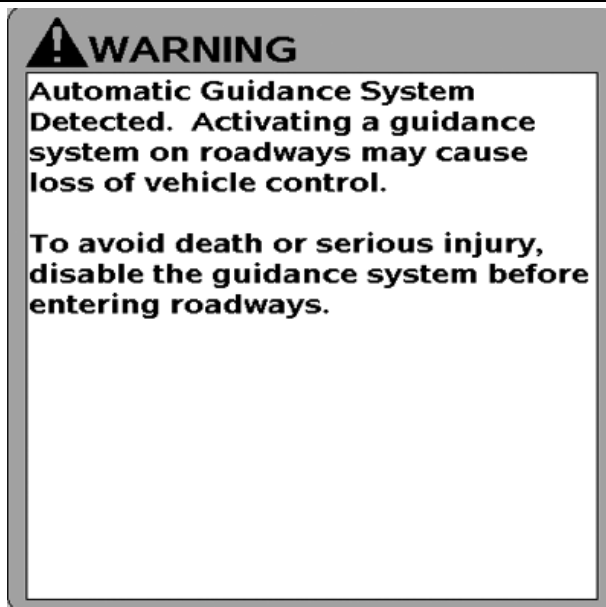 WARNING
Automatic Guidance System
Detected.  Activating a guidance
system on roadways may cause
loss of vehicle control.
To avoid death or serious injury,
disable the guidance system before
entering roadways.